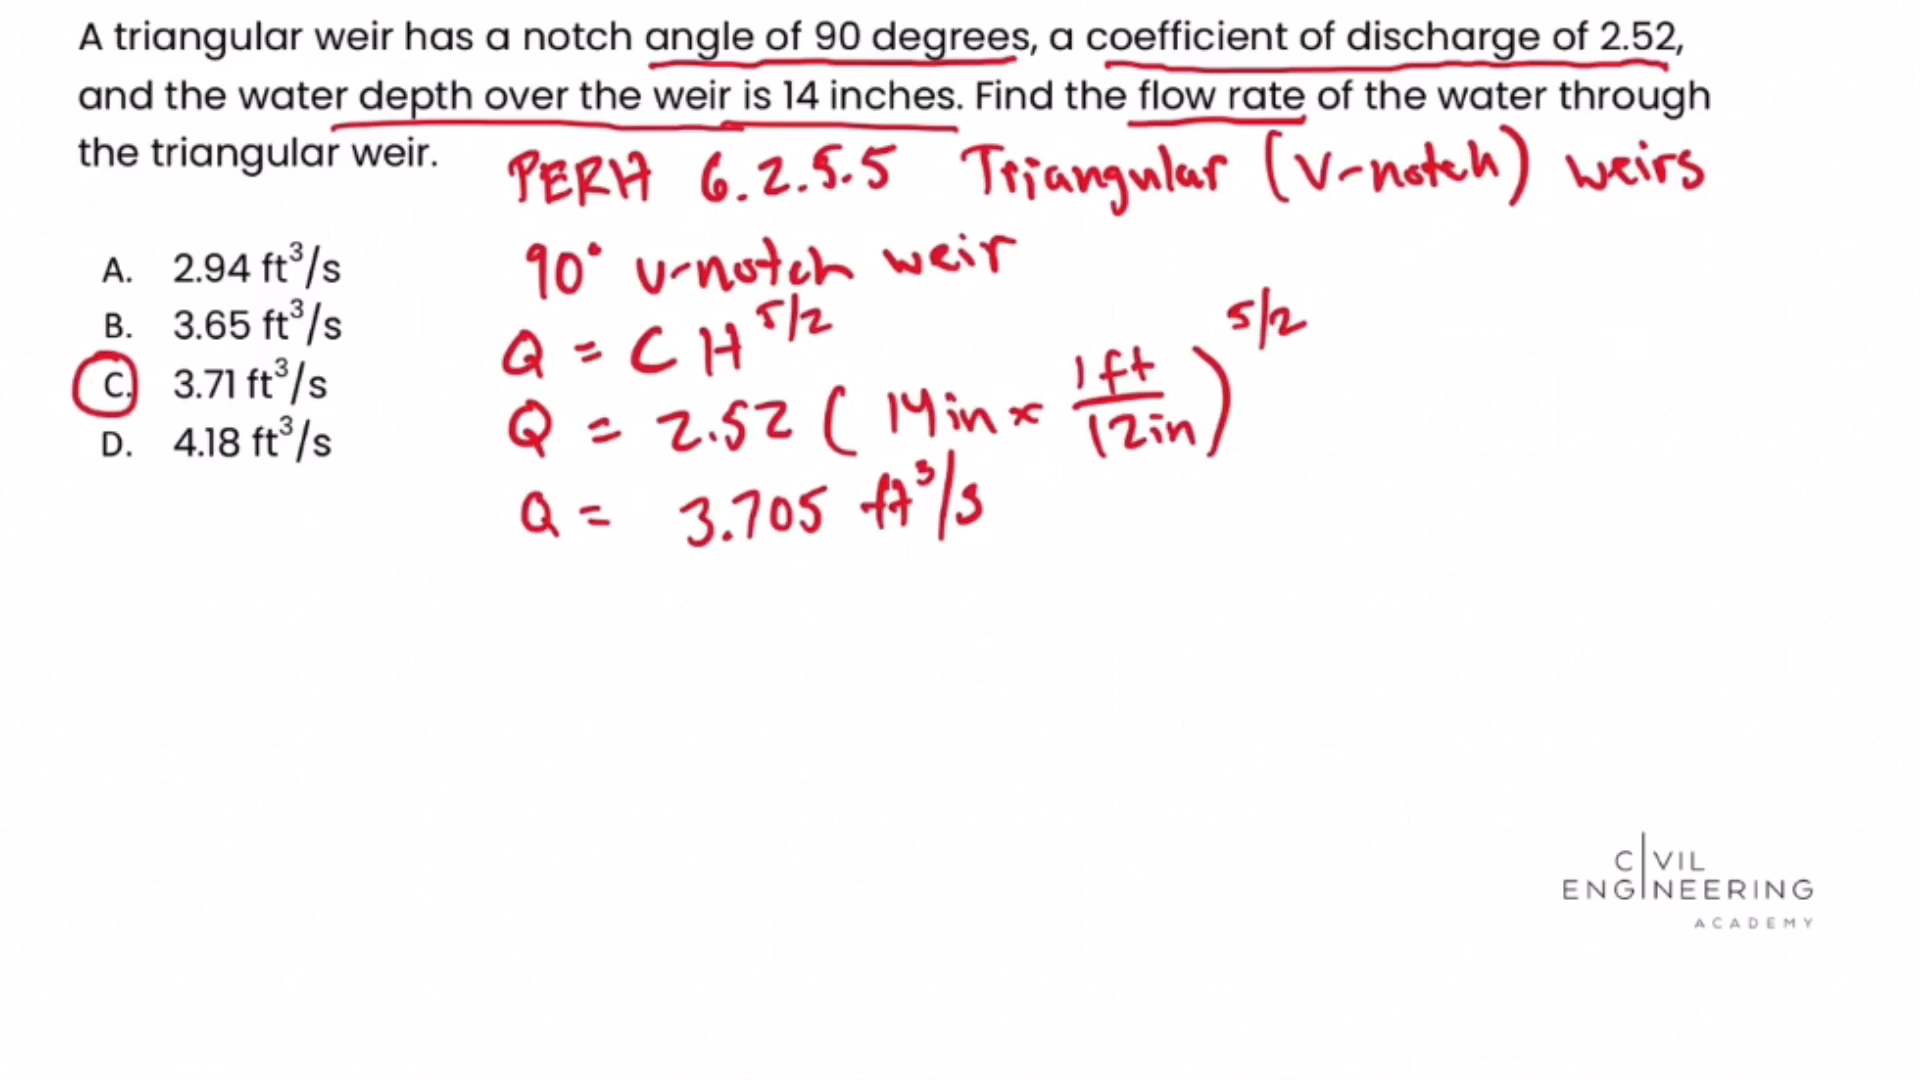 A triangular weir has a notch angle of 90 degrees, a coefficient of discharge of 2.52,
and the water depth over the weir is 14 inches. Find the flow rate of the water through
the triangular weir.
PERH 6.2.5.5 Triangular (V-notch) weirs
90° v-notch weir
A. 2.94 ft³/s
B. 3.65 ft³/s
C. 3.71 ft³/s
D. 4.18 ft³/s
Q = C H^5/2
Q = 2.52 ( 14in x 1ft/12in )^5/2
Q = 3.705 ft³/s
CIVIL
ENGINEERING
ACADEMY